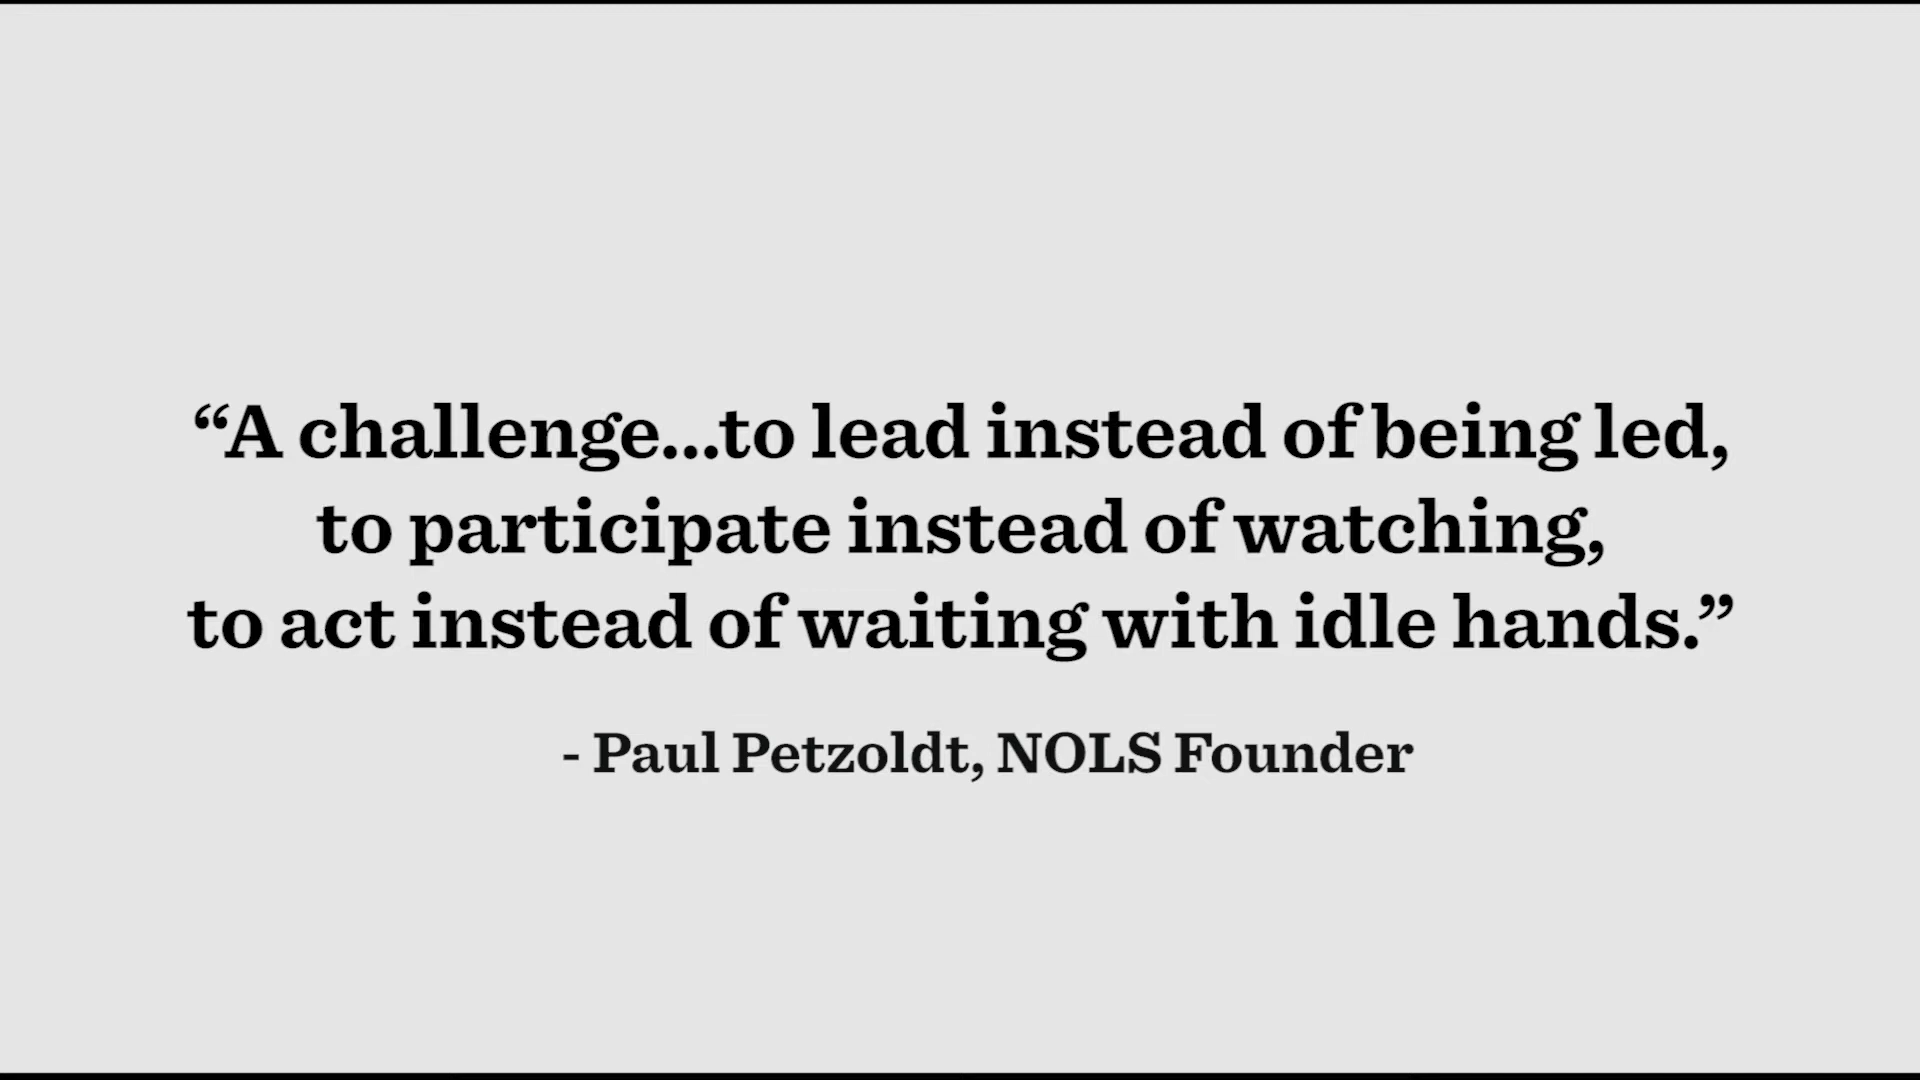 “A challenge...to lead instead of being led,
to participate instead of watching,
to act instead of waiting with idle hands.”
- Paul Petzoldt, NOLS Founder